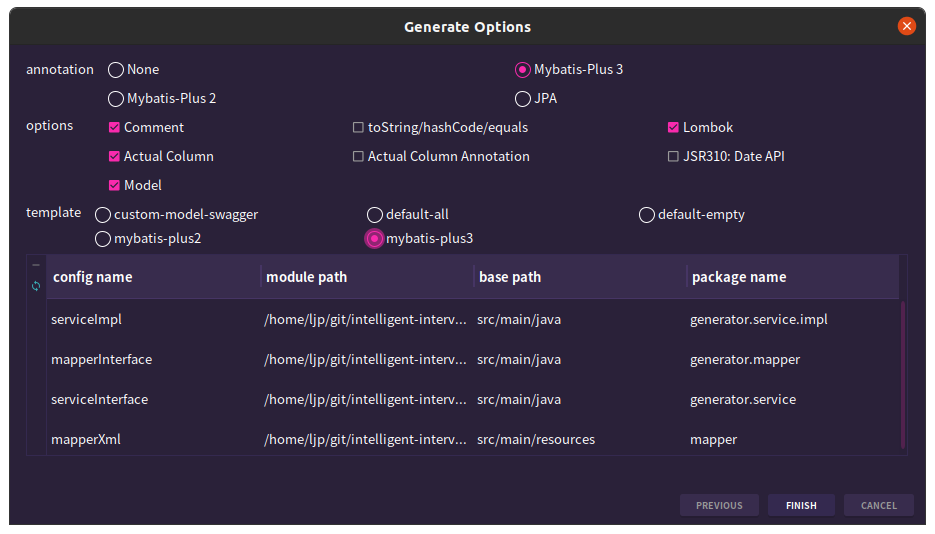 Generate Options
annotation None Mybatis-Plus 3
Mybatis-Plus 2 JPA
options Comment toString/hashCode/equals Lombok
Actual Column Actual Column Annotation JSR310: Date API
Model
template custom-model-swagger default-all default-empty
mybatis-plus2 mybatis-plus3
config name module path base path package name
serviceImpl /home/ljp/git/intelligent-interv... src/main/java generator.service.impl
mapperInterface /home/ljp/git/intelligent-interv... src/main/java generator.mapper
serviceInterface /home/ljp/git/intelligent-interv... src/main/java generator.service
mapperXml /home/ljp/git/intelligent-interv... src/main/resources mapper
PREVIOUS FINISH CANCEL